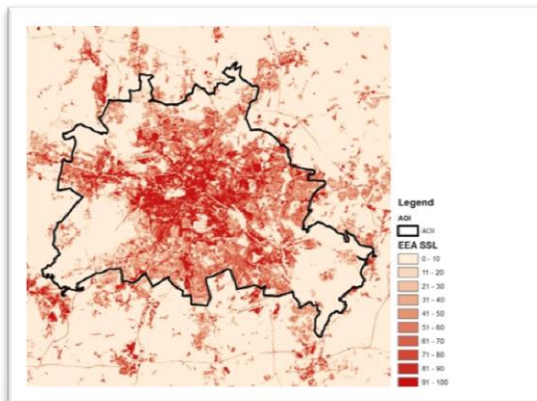 Legend
AOI
AOI
EEA SSL
0 - 10
11 - 20
21 - 30
31 - 40
41 - 50
51 - 60
61 - 70
71 - 80
81 - 90
91 - 100